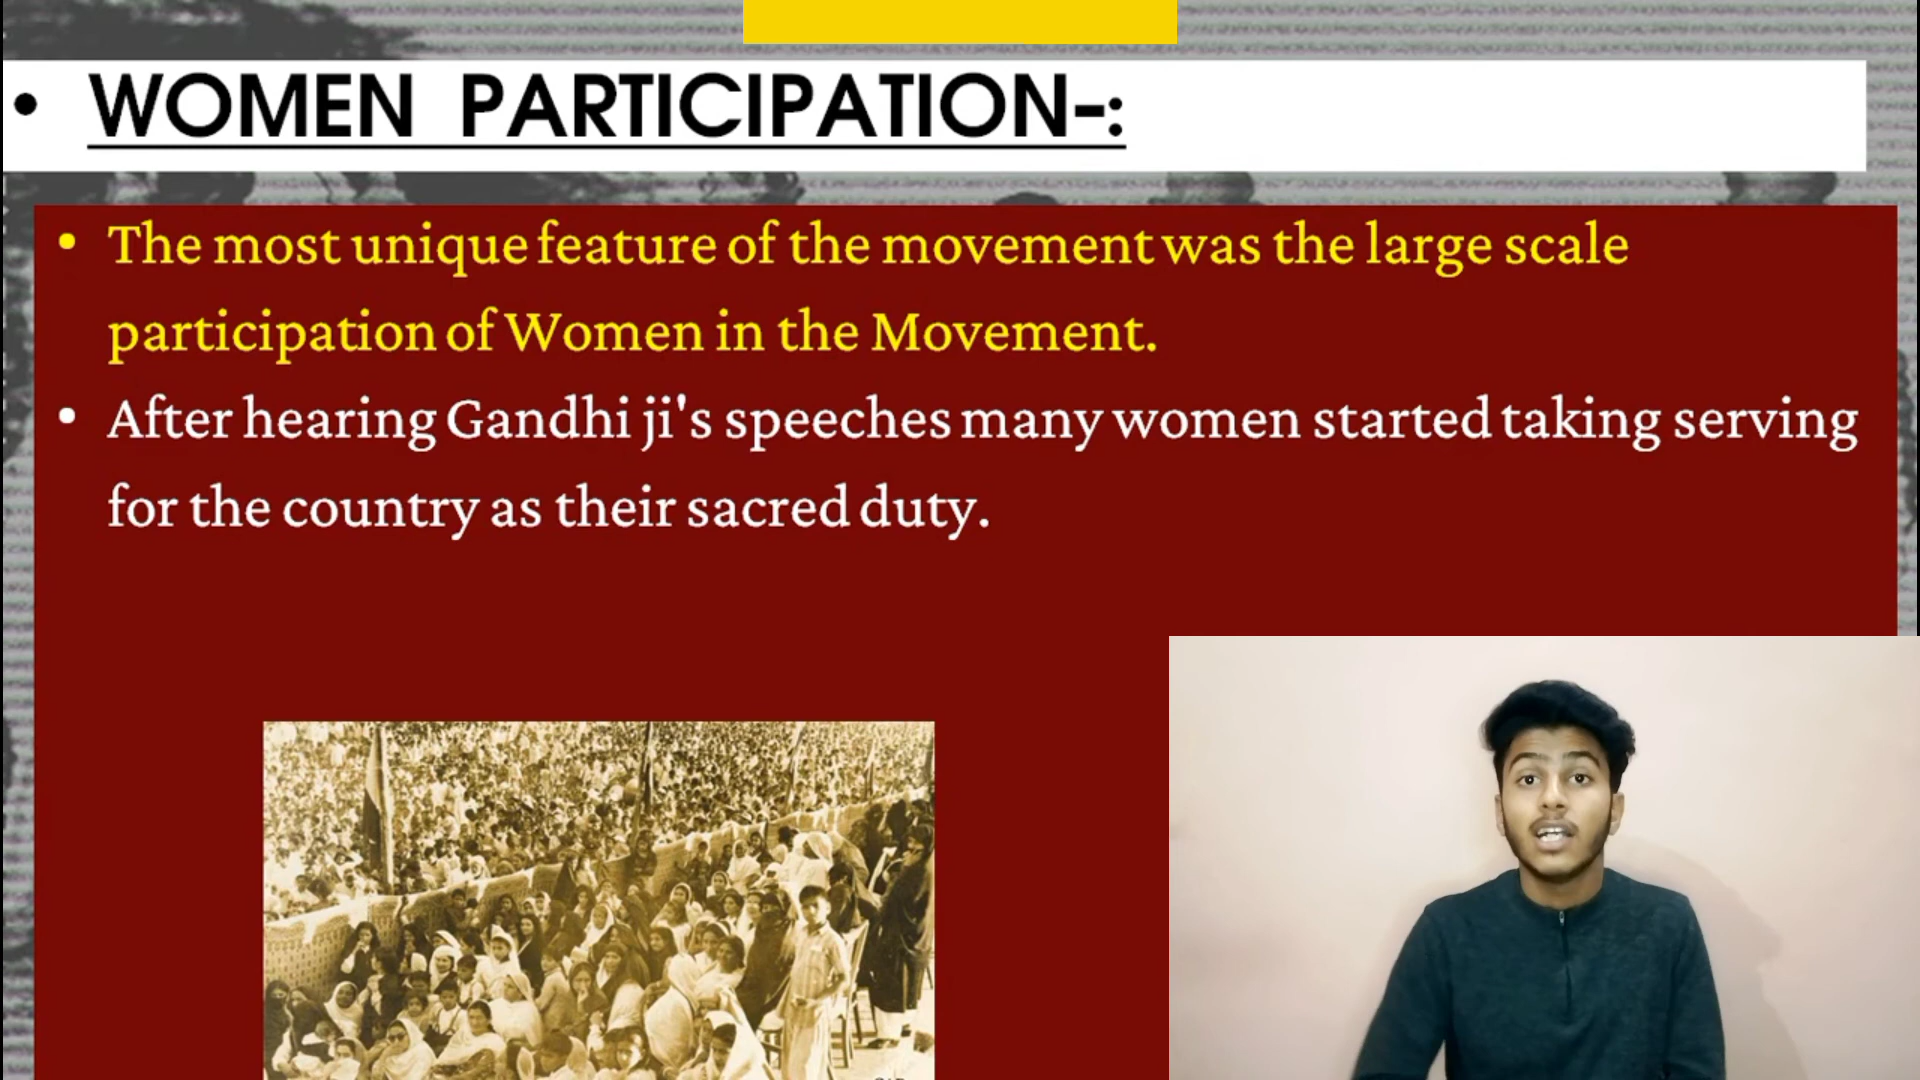 • WOMEN PARTICIPATION-:
• The most unique feature of the movement was the large scale
participation of Women in the Movement.
• After hearing Gandhi ji's speeches many women started taking serving
for the country as their sacred duty.